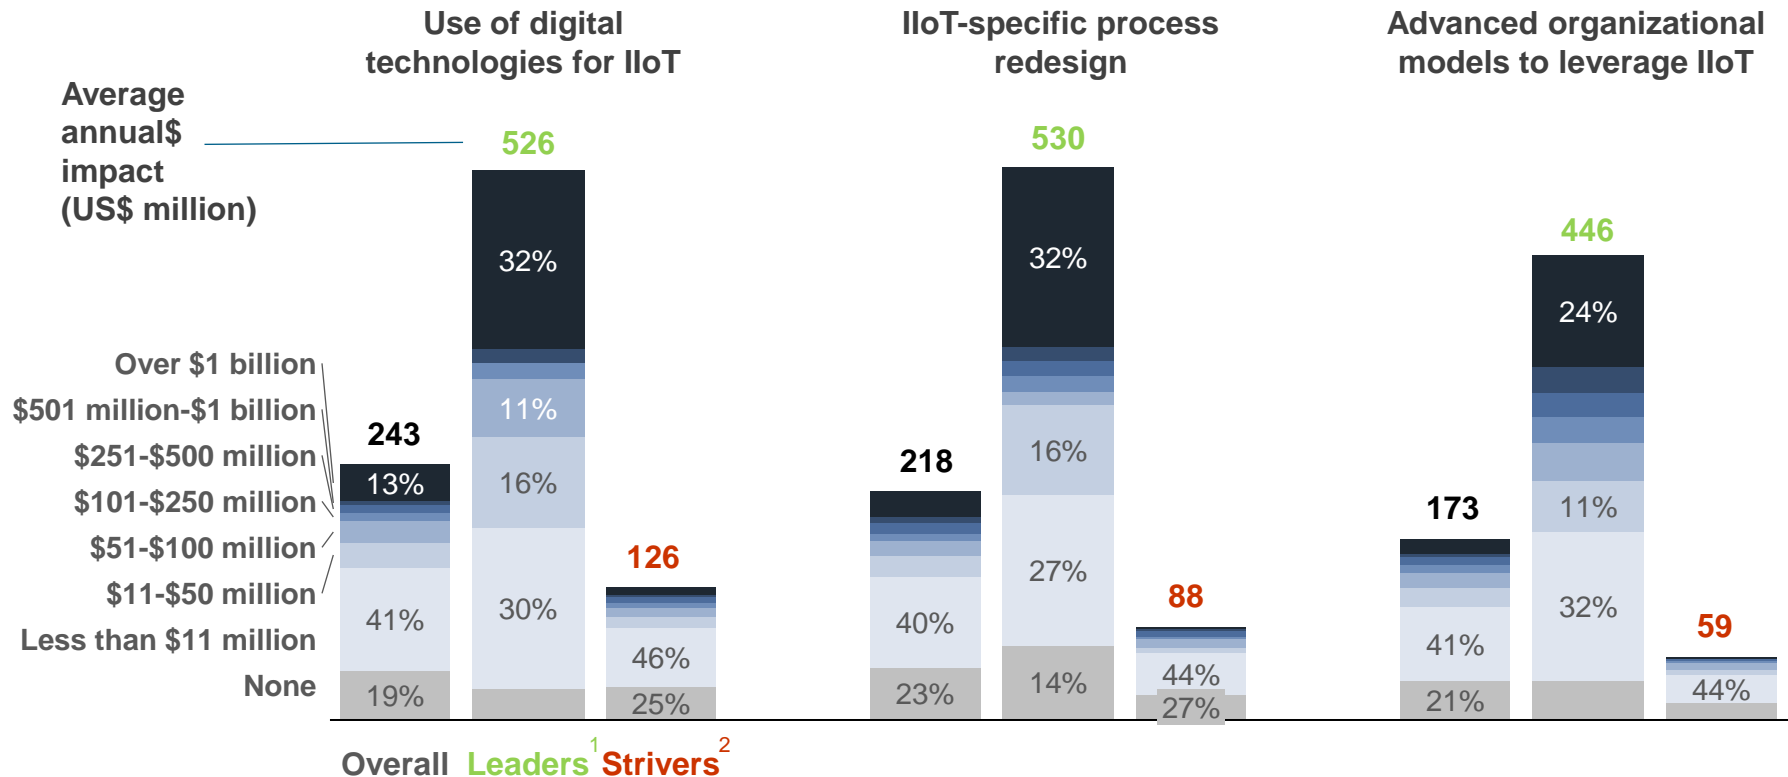 Use of digital
technologies for IIoT
IIoT-specific process
redesign
Advanced organizational
models to leverage IIoT
Average
annual$
impact
(US$ million)
526
32%
11%
16%
30%
530
32%
16%
27%
14%
446
24%
11%
32%
Over $1 billion
$501 million-$1 billion
$251-$500 million
$101-$250 million
$51-$100 million
$11-$50 million
Less than $11 million
None
243
13%
41%
19%
126
46%
25%
218
40%
23%
88
44%
27%
173
41%
21%
59
44%
Overall Leaders1 Strivers2